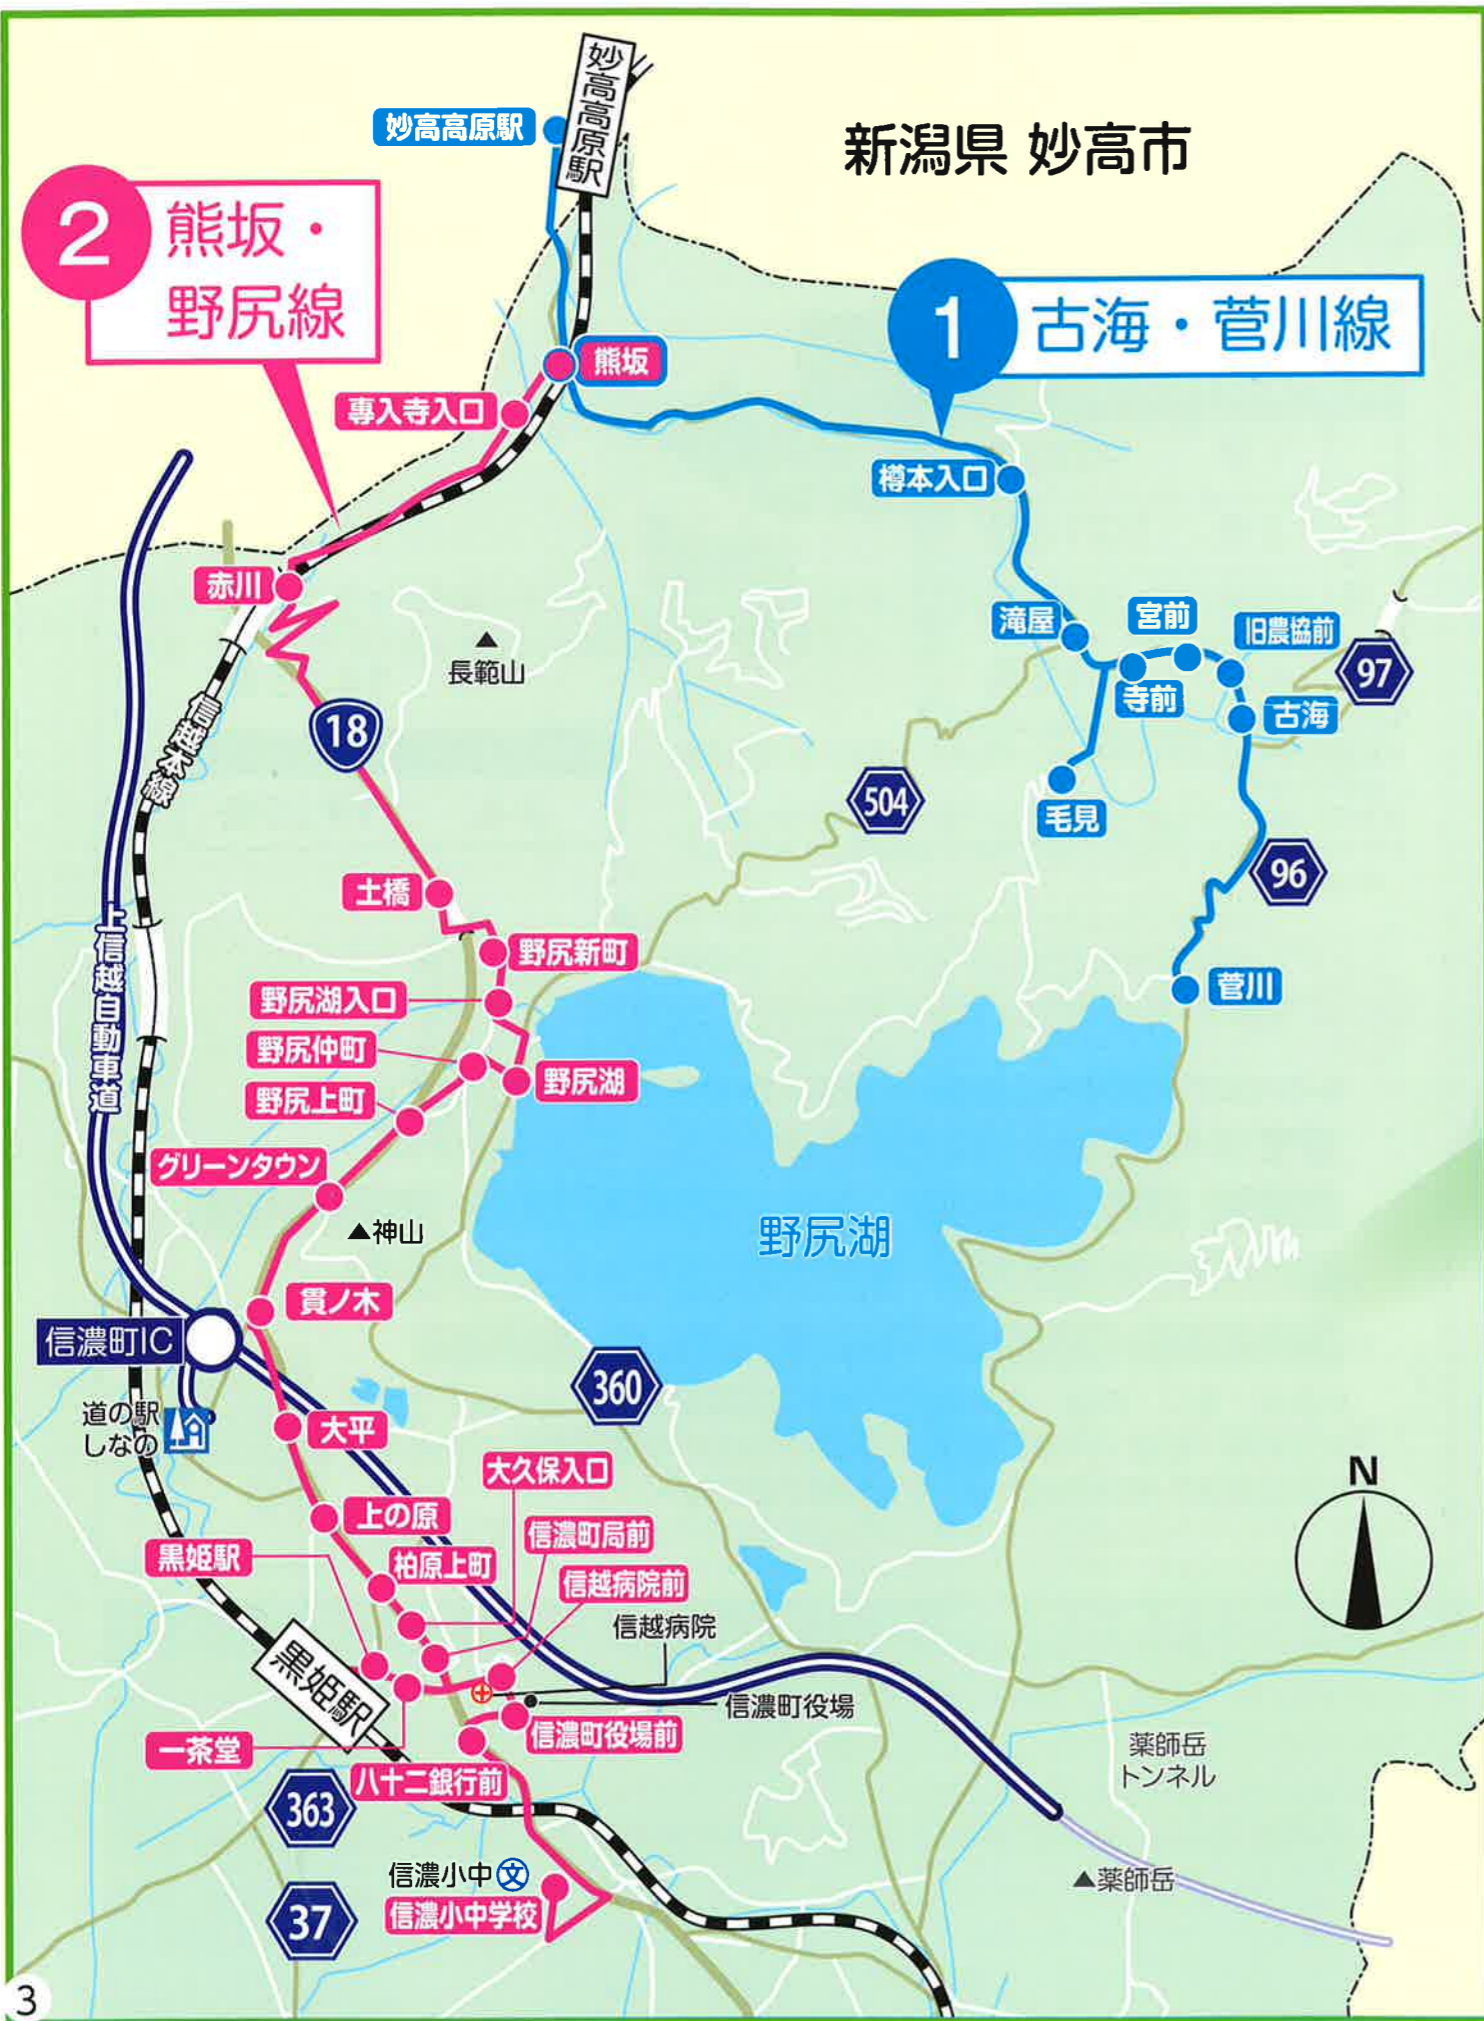 妙高高原駅
妙高高原駅
新潟県 妙高市
2
熊坂・
野尻線
1
古海・菅川線
熊坂
專入寺入口
樽本入口
赤川
滝屋
宮前
旧農協前
97
長範山
寺前
古海
18
信越本線
504
毛見
96
土橋
上信越自動車道
野尻新町
野尻湖入口
菅川
野尻仲町
野尻湖
野尻上町
グリーンタウン
▲神山
野尻湖
貫ノ木
信濃町IC
360
道の駅
しなの
大平
大久保入口
N
上の原
信濃町局前
黒姫駅
柏原上町
信越病院前
信越病院
黒姫駅
信濃町役場
信濃町役場前
一茶堂
薬師岳
トンネル
八十二銀行前
363
信濃小中
文
▲薬師岳
信濃小中学校
37
3